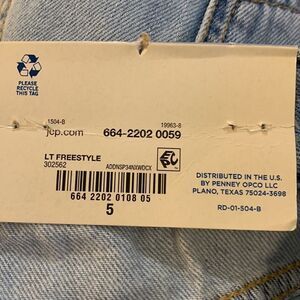 PLEASE
RECYCLE
THIS TAG
1504-B
19963-8
jcp.com 664-2202 0059
LT FREESTYLE
302562
ADDNSP34NXWDCX
664 2202 0108 05
5
DISTRIBUTED IN THE U.S.
BY PENNEY OPCO LLC
PLANO, TEXAS 75024-3698
RD-01-504-B